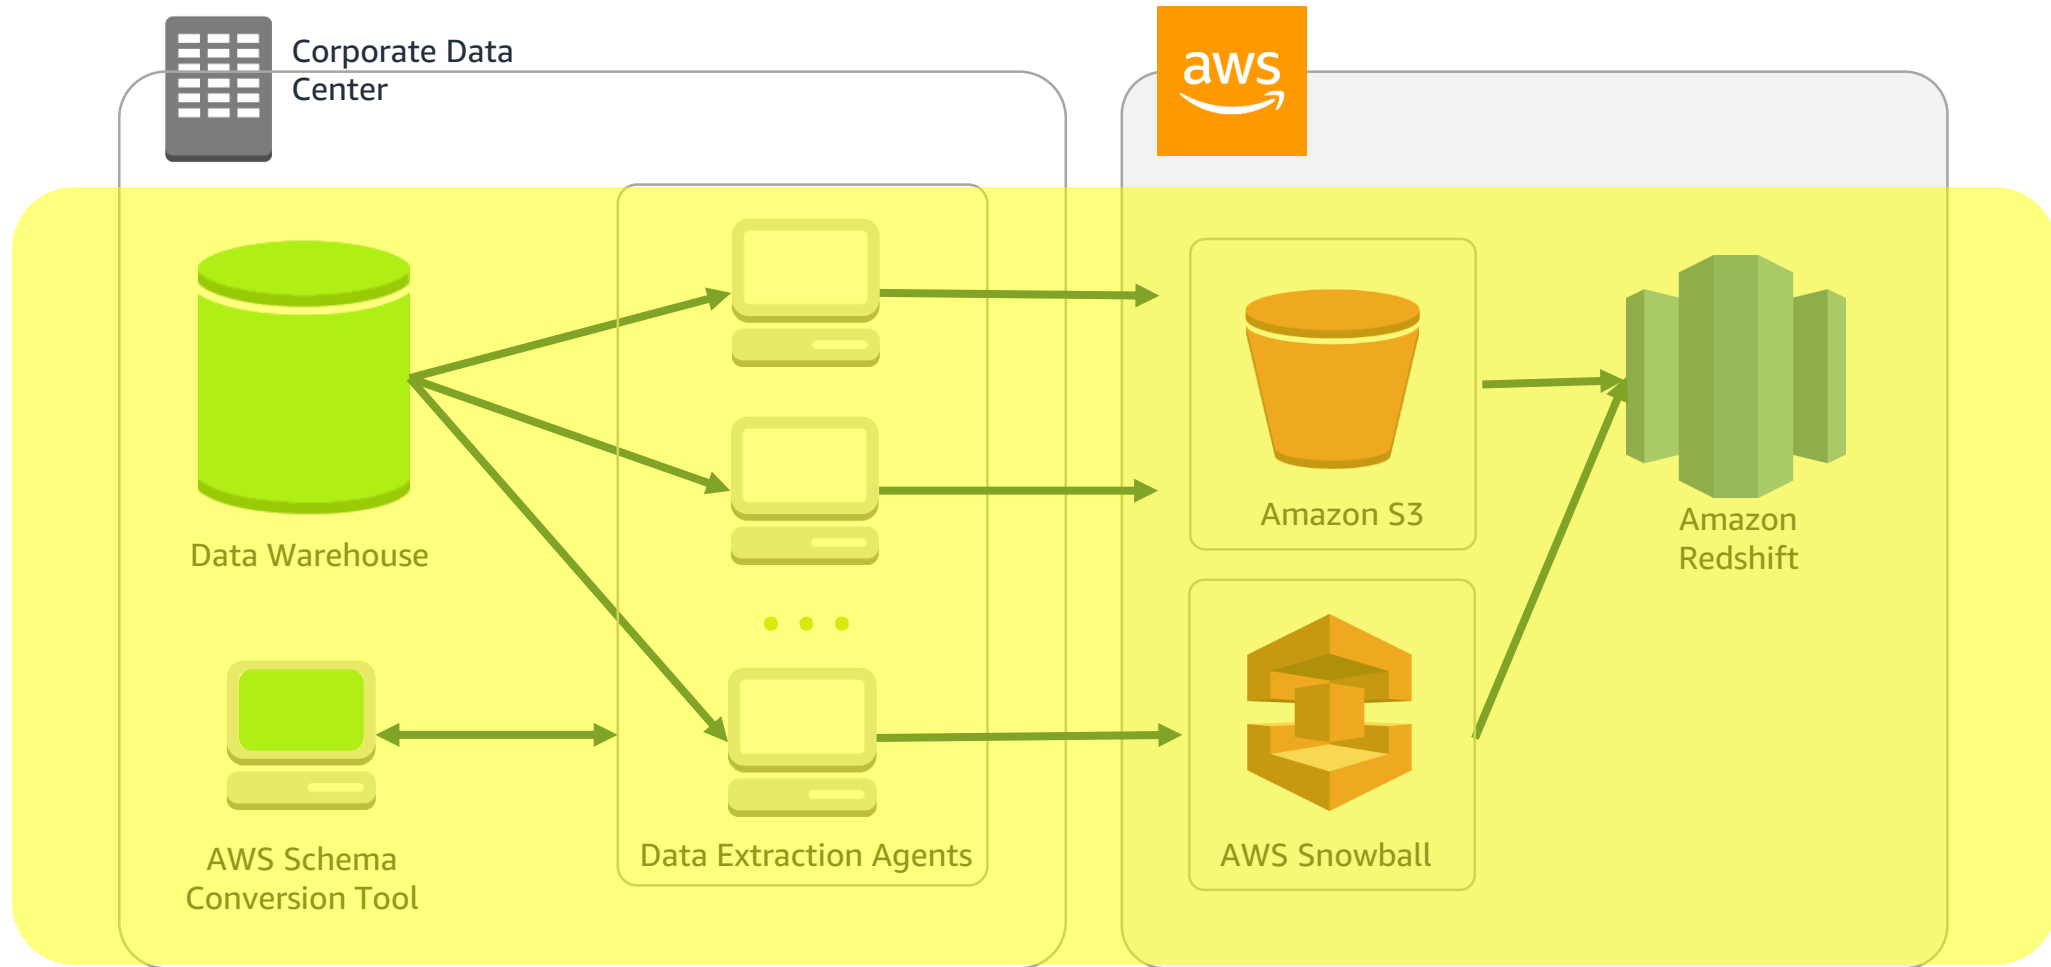 Corporate Data
Center
aws
Data Warehouse
Amazon S3
Amazon
Redshift
AWS Schema
Conversion Tool
Data Extraction Agents
AWS Snowball